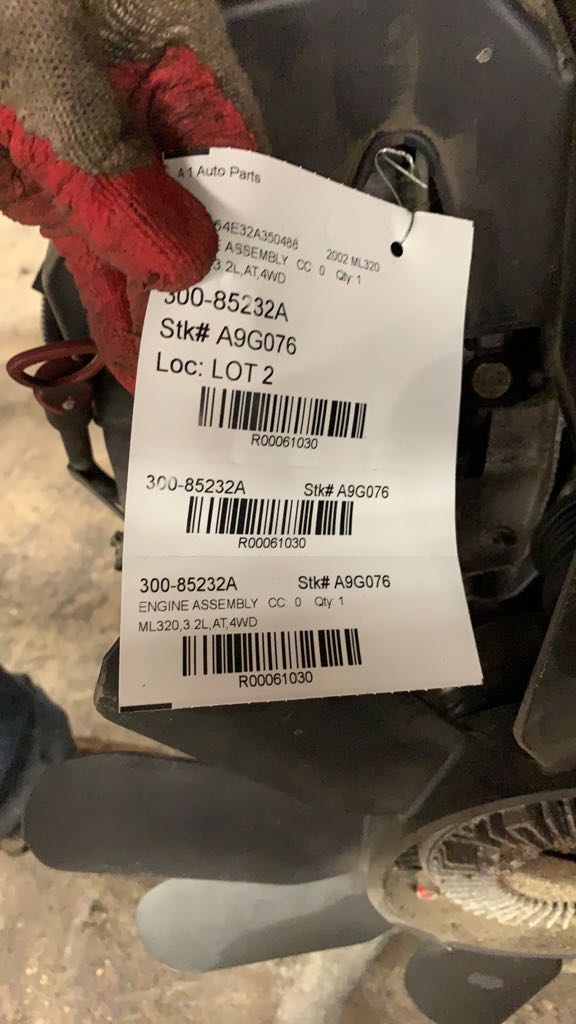 A1 Auto Parts
54E32A350488 2002 ML320
ASSEMBLY CC: 0 Qty: 1
3.2L,AT,4WD
300-85232A
Stk# A9G076
Loc: LOT 2
R00061030
300-85232A Stk# A9G076
R00061030
300-85232A Stk# A9G076
ENGINE ASSEMBLY CC: 0 Qty: 1
ML320,3.2L,AT,4WD
R00061030